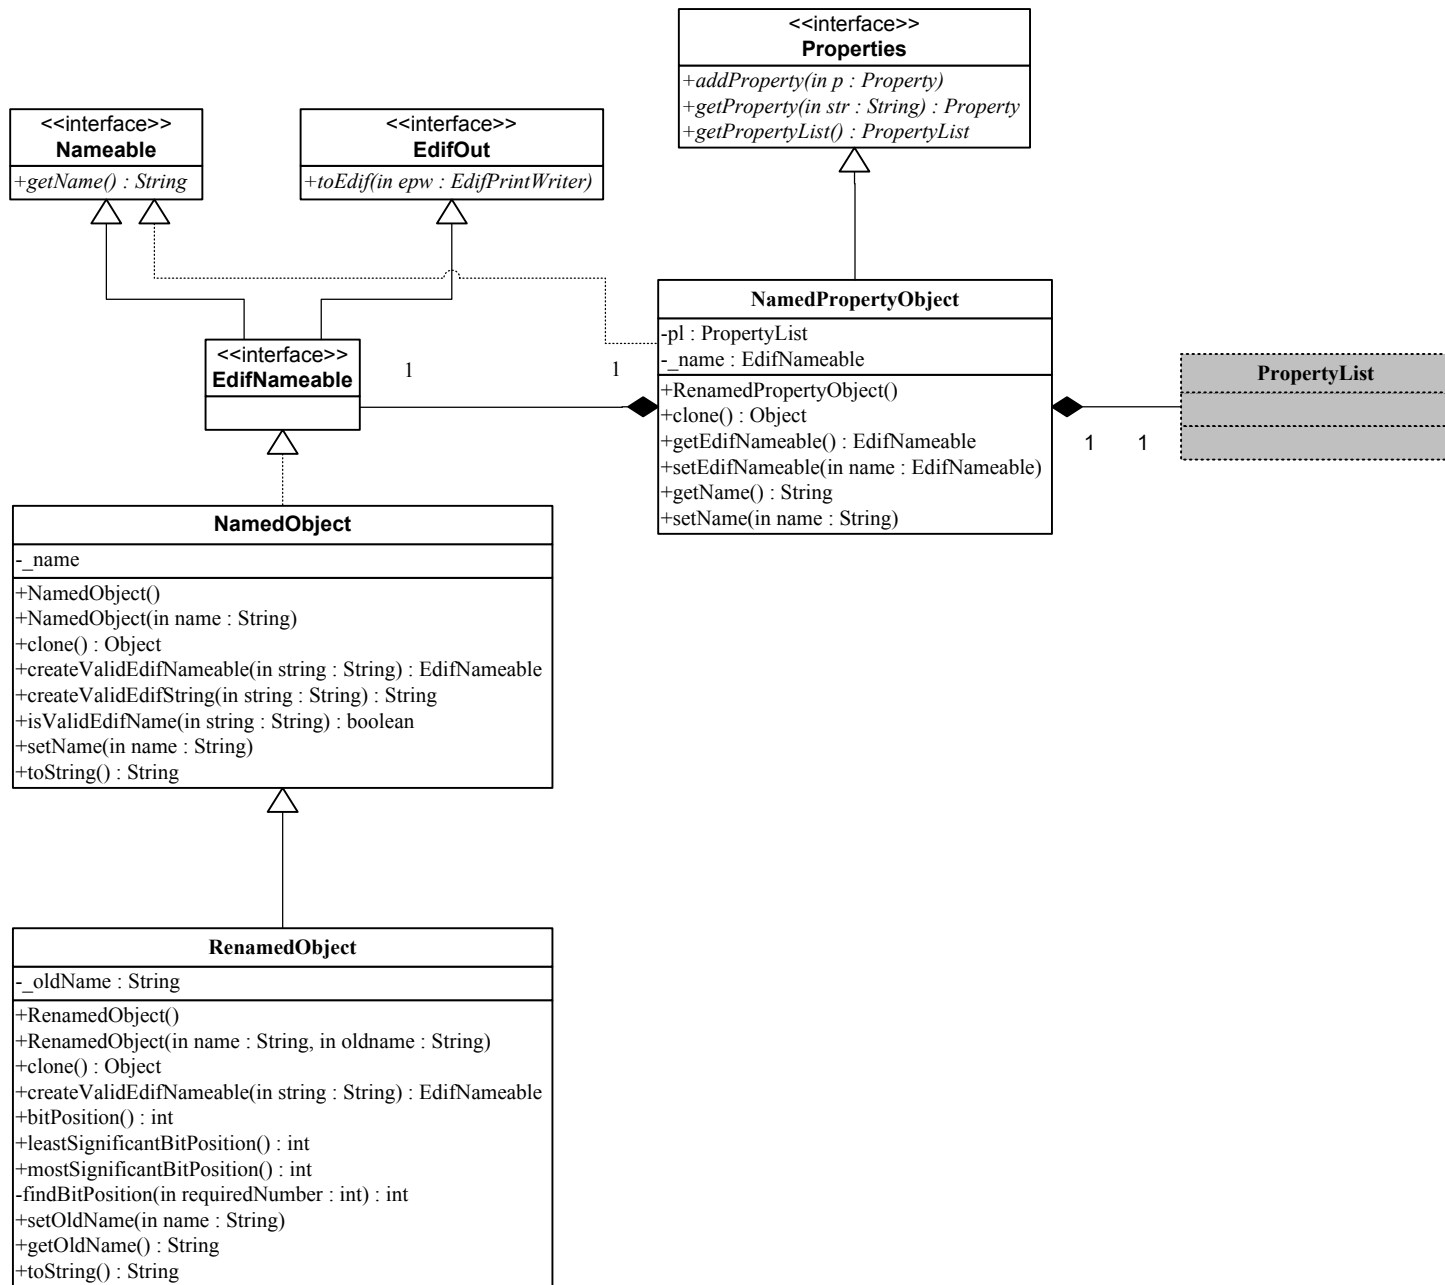 <<interface>>
Properties
+addProperty(in p : Property)
+getProperty(in str : String) : Property
+getPropertyList() : PropertyList
<<interface>>
Nameable
+getName() : String
<<interface>>
EdifOut
+toEdif(in epw : EdifPrintWriter)
<<interface>>
EdifNameable
1
1
NamedPropertyObject
-pl : PropertyList
-_name : EdifNameable
+RenamedPropertyObject()
+clone() : Object
+getEdifNameable() : EdifNameable
+setEdifNameable(in name : EdifNameable)
+getName() : String
+setName(in name : String)
1
1
PropertyList
NamedObject
-_name
+NamedObject()
+NamedObject(in name : String)
+clone() : Object
+createValidEdifNameable(in string : String) : EdifNameable
+createValidEdifString(in string : String) : String
+isValidEdifName(in string : String) : boolean
+setName(in name : String)
+toString() : String
RenamedObject
-_oldName : String
+RenamedObject()
+RenamedObject(in name : String, in oldname : String)
+clone() : Object
+createValidEdifNameable(in string : String) : EdifNameable
+bitPosition() : int
+leastSignificantBitPosition() : int
+mostSignificantBitPosition() : int
-findBitPosition(in requiredNumber : int) : int
+setOldName(in name : String)
+getOldName() : String
+toString() : String